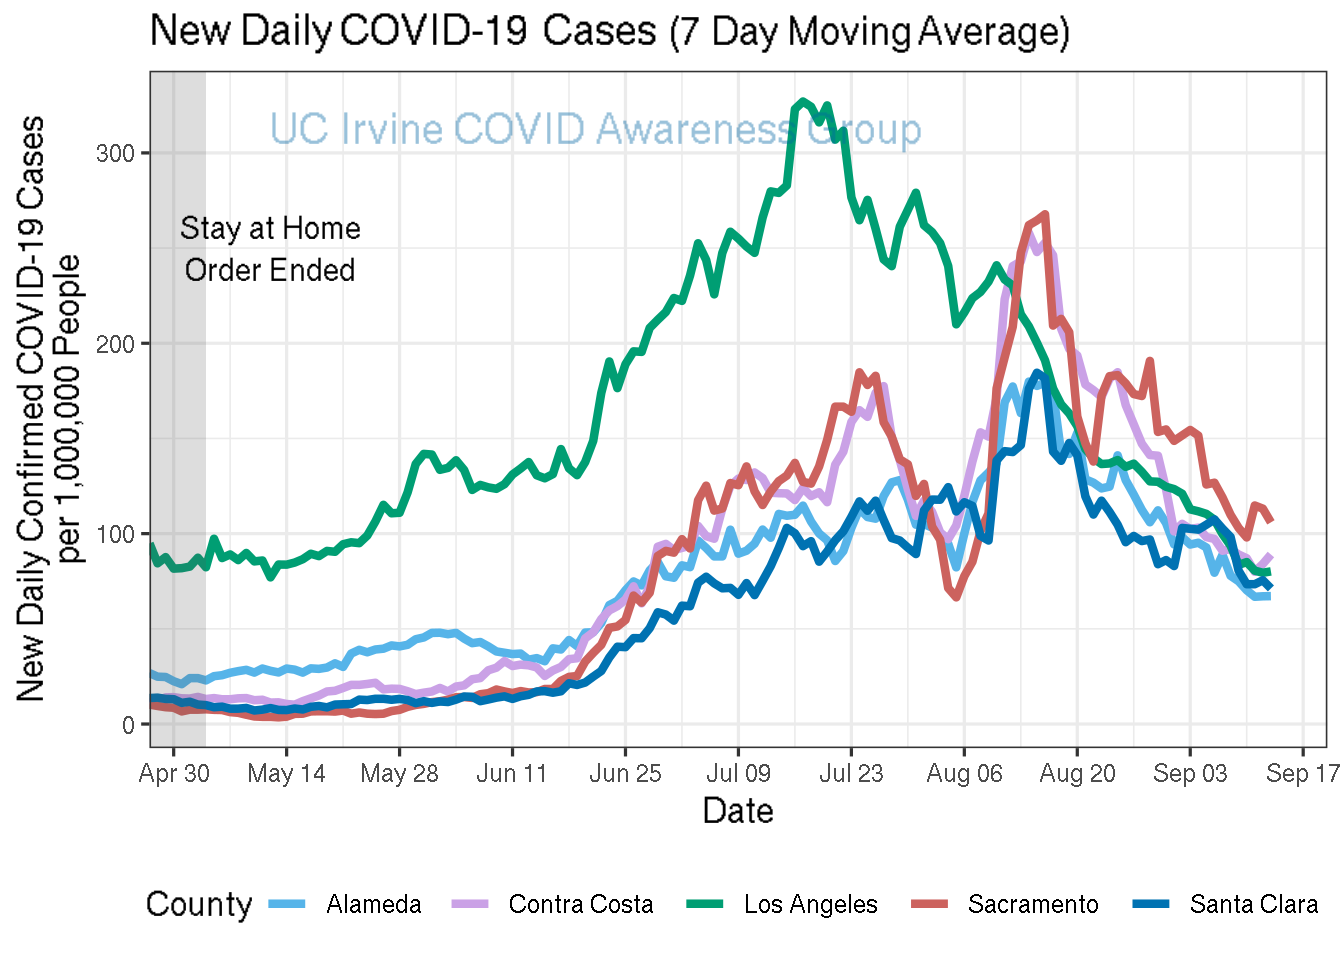 New Daily COVID-19 Cases (7 Day Moving Average)
UC Irvine COVID Awareness Group
Stay at Home
Order Ended
New Daily Confirmed COVID-19 Cases
per 1,000,000 People
300
200
100
0
Apr 30 May 14 May 28 Jun 11 Jun 25 Jul 09 Jul 23 Aug 06 Aug 20 Sep 03 Sep 17
Date
County Alameda Contra Costa Los Angeles Sacramento Santa Clara